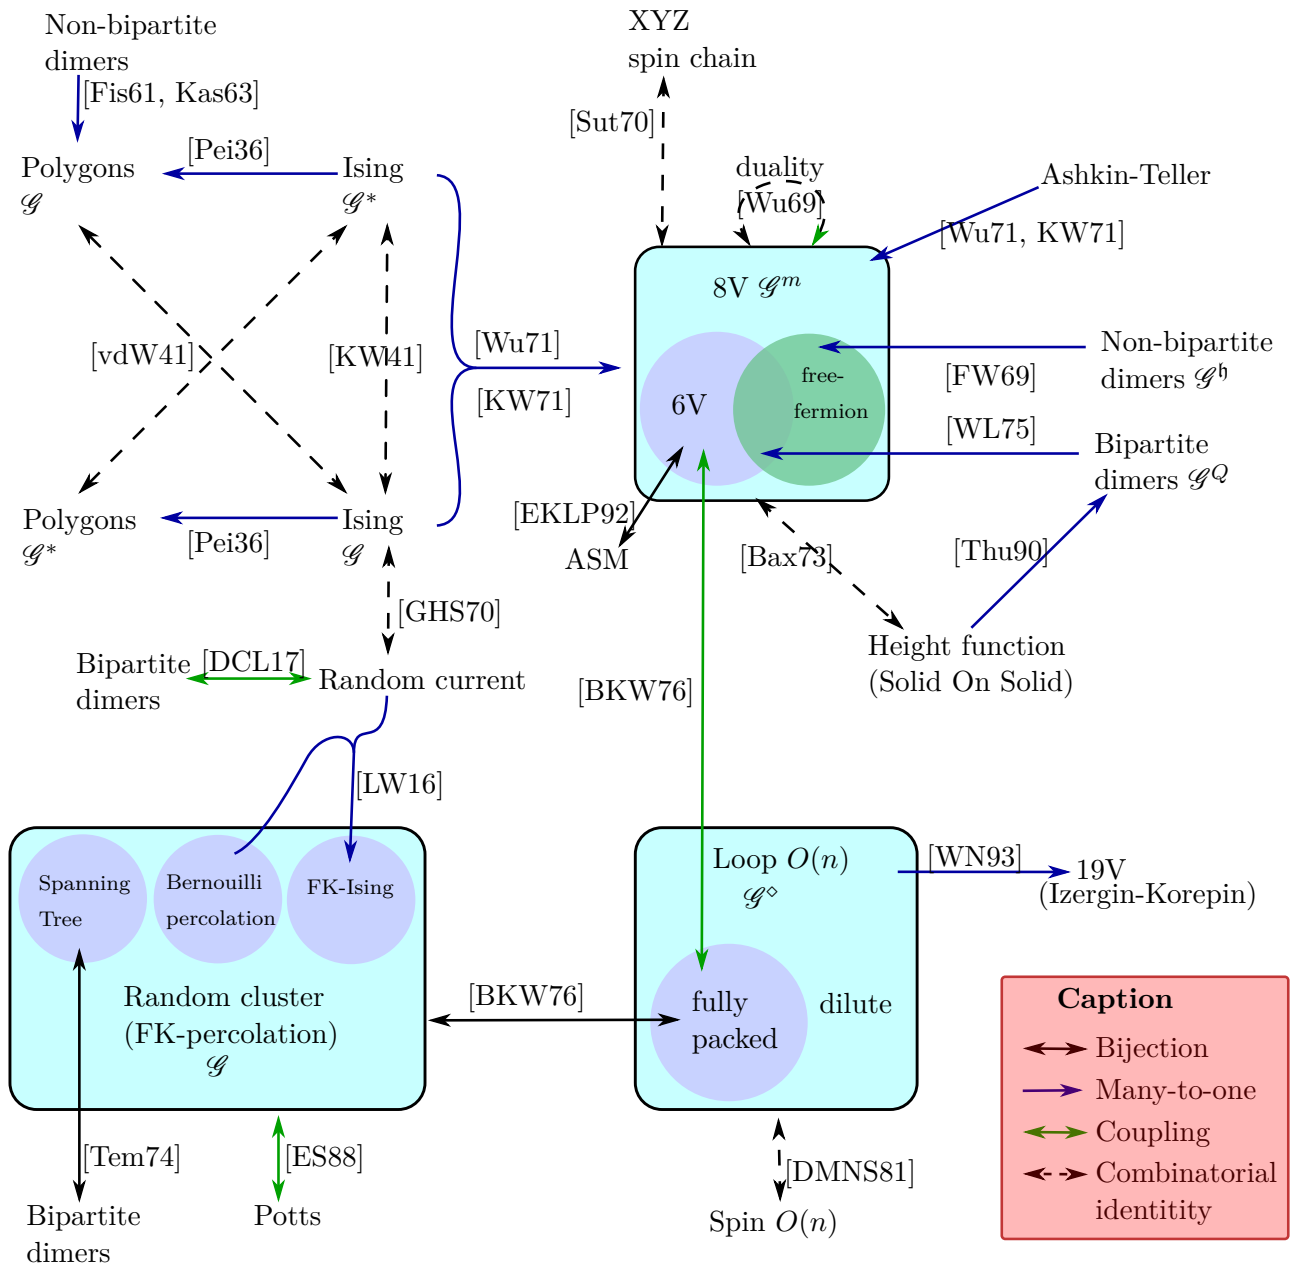 Non-bipartite
dimers
[Fis61, Kas63]
Polygons
𝒢
[Pei36]
Ising
𝒢*
[vdW41]
[KW41]
Polygons
𝒢*
[Pei36]
Ising
𝒢
[Wu71]
[KW71]
XYZ
spin chain
[Sut70]
duality
[Wu69]
Ashkin-Teller
[Wu71, KW71]
8V 𝒢ᵐ
6V
free-
fermion
Non-bipartite
dimers 𝒢^𝔥
[FW69]
[WL75]
Bipartite
dimers 𝒢^Q
[EKLP92]
ASM
[Bax73]
[Thu90]
Height function
(Solid On Solid)
[GHS70]
Bipartite
dimers
[DCL17]
Random current
[BKW76]
[LW16]
Spanning
Tree
Bernouilli
percolation
FK-Ising
Random cluster
(FK-percolation)
𝒢
[BKW76]
Loop O(n)
𝒢^⋄
fully
packed
dilute
[WN93]
19V
(Izergin-Korepin)
[Tem74]
Bipartite
dimers
[ES88]
Potts
[DMNS81]
Spin O(n)
Caption
Bijection
Many-to-one
Coupling
Combinatorial
identitity